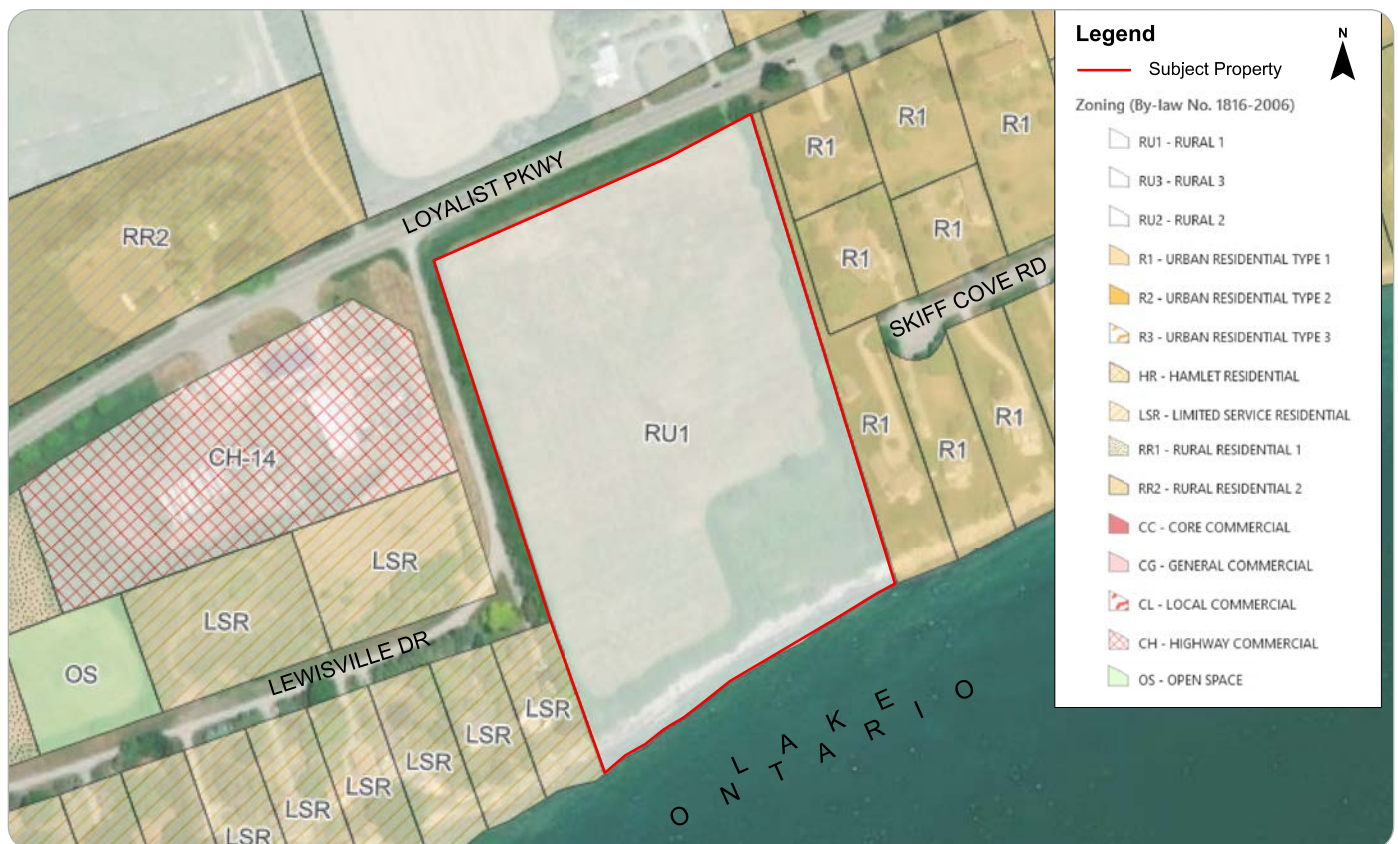 Legend
N
Subject Property
Zoning (By-law No. 1816-2006)
RU1 - RURAL 1
RU3 - RURAL 3
RU2 - RURAL 2
R1 - URBAN RESIDENTIAL TYPE 1
R2 - URBAN RESIDENTIAL TYPE 2
R3 - URBAN RESIDENTIAL TYPE 3
HR - HAMLET RESIDENTIAL
LSR - LIMITED SERVICE RESIDENTIAL
RR1 - RURAL RESIDENTIAL 1
RR2 - RURAL RESIDENTIAL 2
CC - CORE COMMERCIAL
CG - GENERAL COMMERCIAL
CL - LOCAL COMMERCIAL
CH - HIGHWAY COMMERCIAL
OS - OPEN SPACE
R1
R1
R1
LOYALIST PKWY
RR2
R1
R1
SKIFF COVE RD
RU1
R1
R1
R1
CH-14
LSR
LSR
OS
LEWISVILLE DR
LSR
LSR
LSR
LSR
LSR
LSR
LAKE
ONTARIO